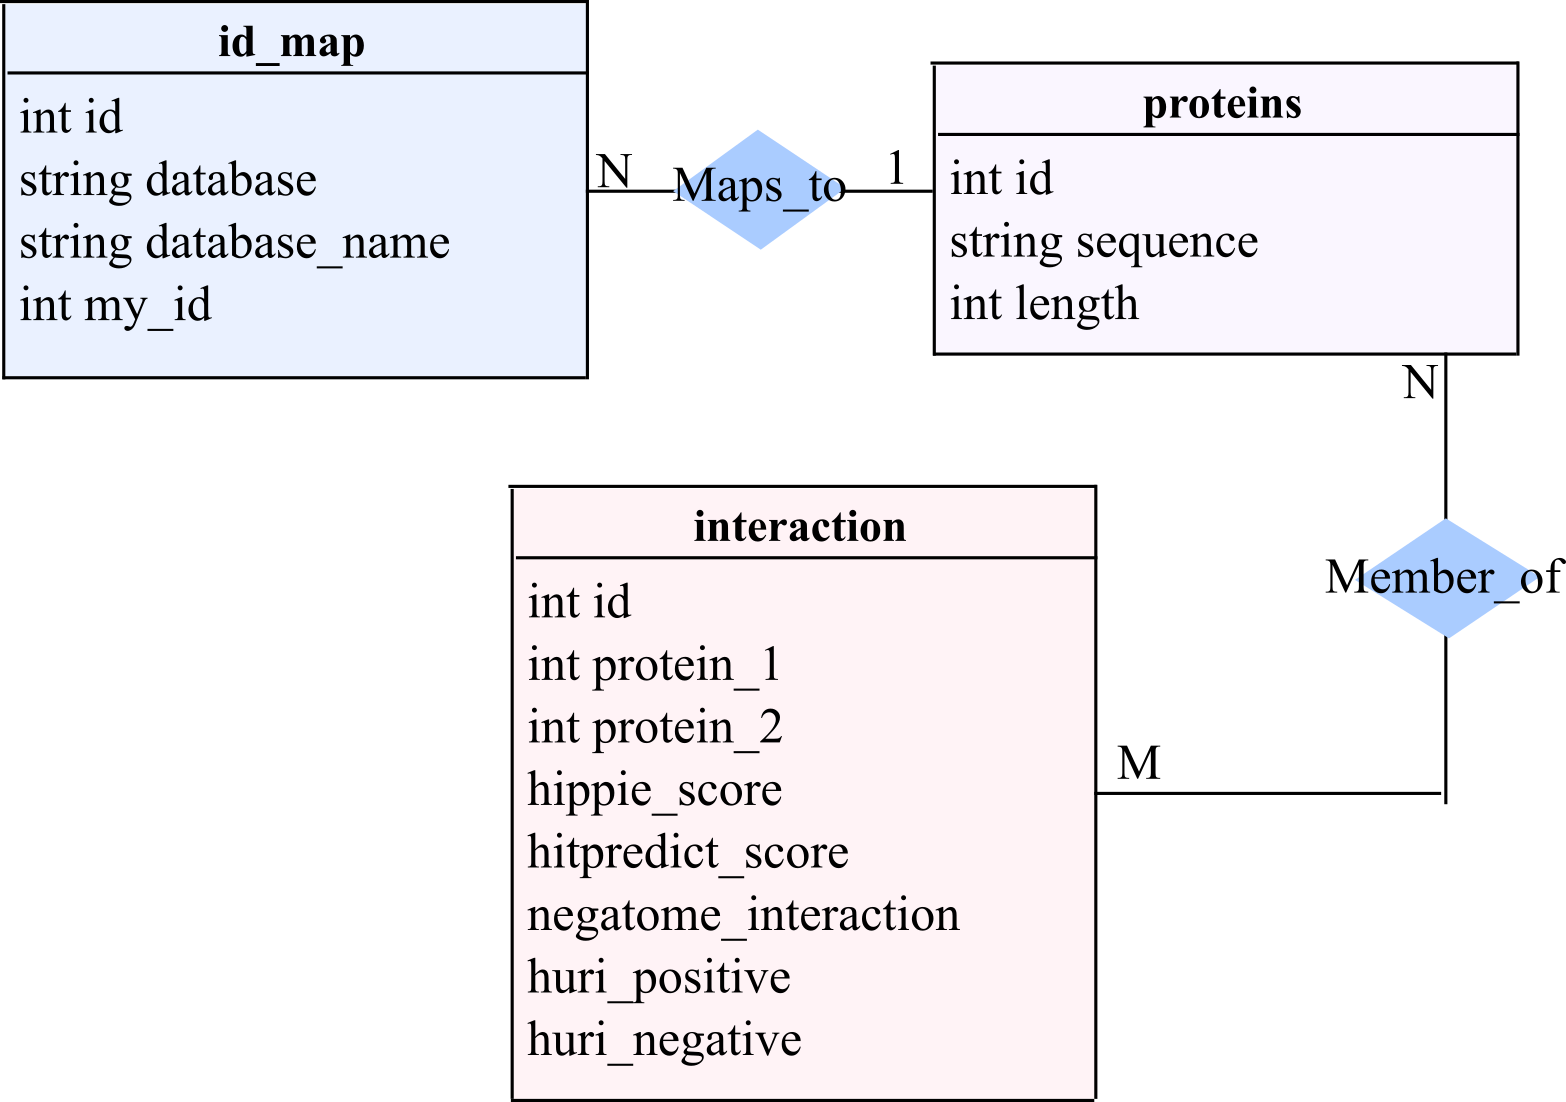 id_map
int id
string database
string database_name
int my_id
N
Maps_to
1
proteins
int id
string sequence
int length
N
Member_of
M
interaction
int id
int protein_1
int protein_2
hippie_score
hitpredict_score
negatome_interaction
huri_positive
huri_negative